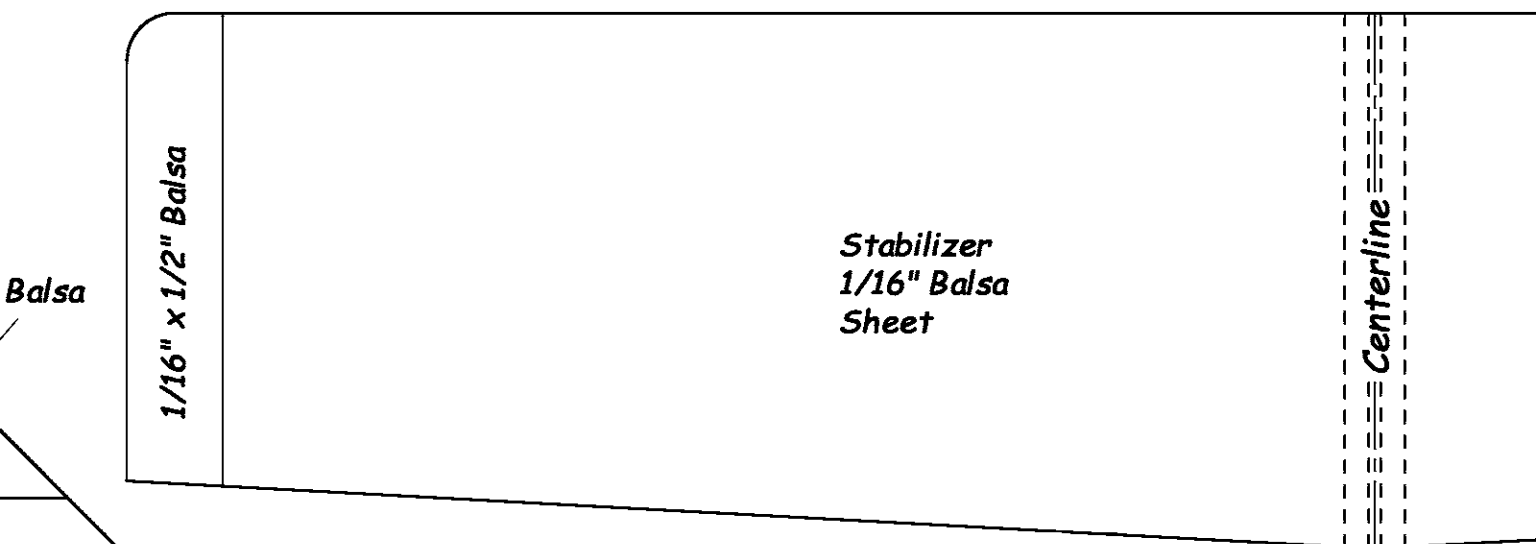 Balsa
1/16" x 1/2" Balsa
Stabilizer
1/16" Balsa
Sheet
Centerline